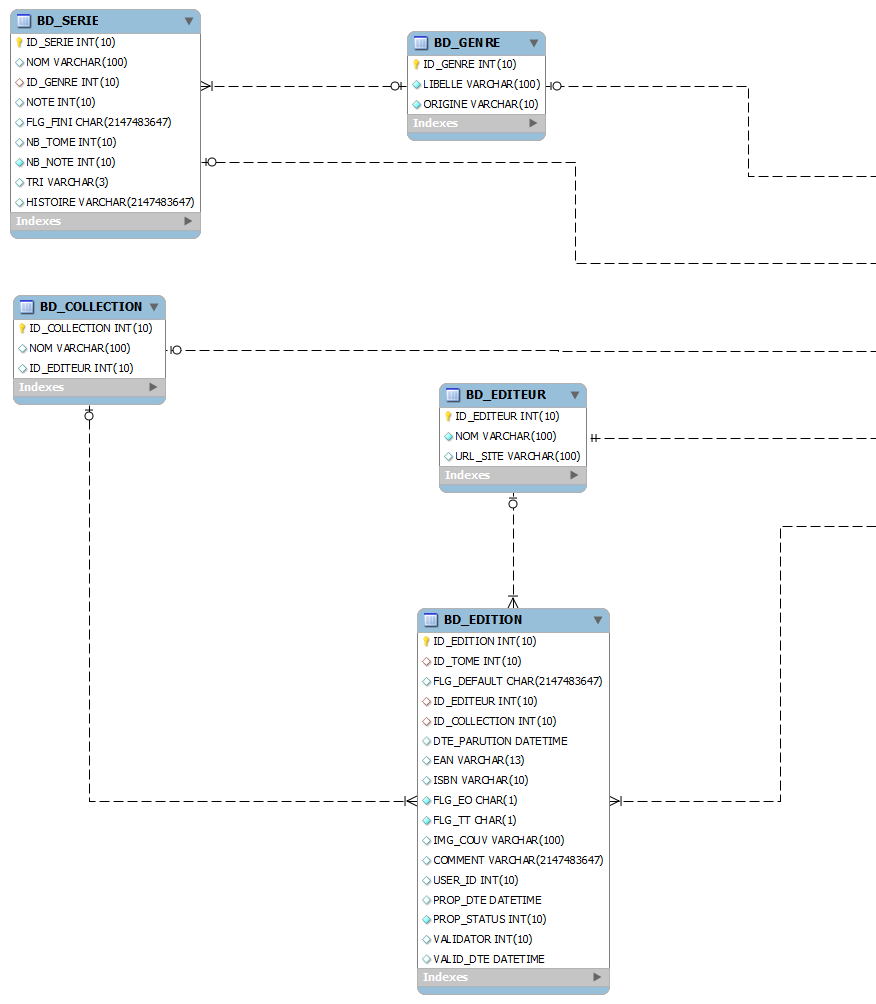 BD_SERIE
ID_SERIE INT(10)
NOM VARCHAR(100)
ID_GENRE INT(10)
NOTE INT(10)
FLG_FINI CHAR(2147483647)
NB_TOME INT(10)
NB_NOTE INT(10)
TRI VARCHAR(3)
HISTOIRE VARCHAR(2147483647)
Indexes
BD_GENRE
ID_GENRE INT(10)
LIBELLE VARCHAR(100)
ORIGINE VARCHAR(10)
Indexes
BD_COLLECTION
ID_COLLECTION INT(10)
NOM VARCHAR(100)
ID_EDITEUR INT(10)
Indexes
BD_EDITEUR
ID_EDITEUR INT(10)
NOM VARCHAR(100)
URL_SITE VARCHAR(100)
Indexes
BD_EDITION
ID_EDITION INT(10)
ID_TOME INT(10)
FLG_DEFAULT CHAR(2147483647)
ID_EDITEUR INT(10)
ID_COLLECTION INT(10)
DTE_PARUTION DATETIME
EAN VARCHAR(13)
ISBN VARCHAR(10)
FLG_EO CHAR(1)
FLG_TT CHAR(1)
IMG_COUV VARCHAR(100)
COMMENT VARCHAR(2147483647)
USER_ID INT(10)
PROP_DTE DATETIME
PROP_STATUS INT(10)
VALIDATOR INT(10)
VALID_DTE DATETIME
Indexes